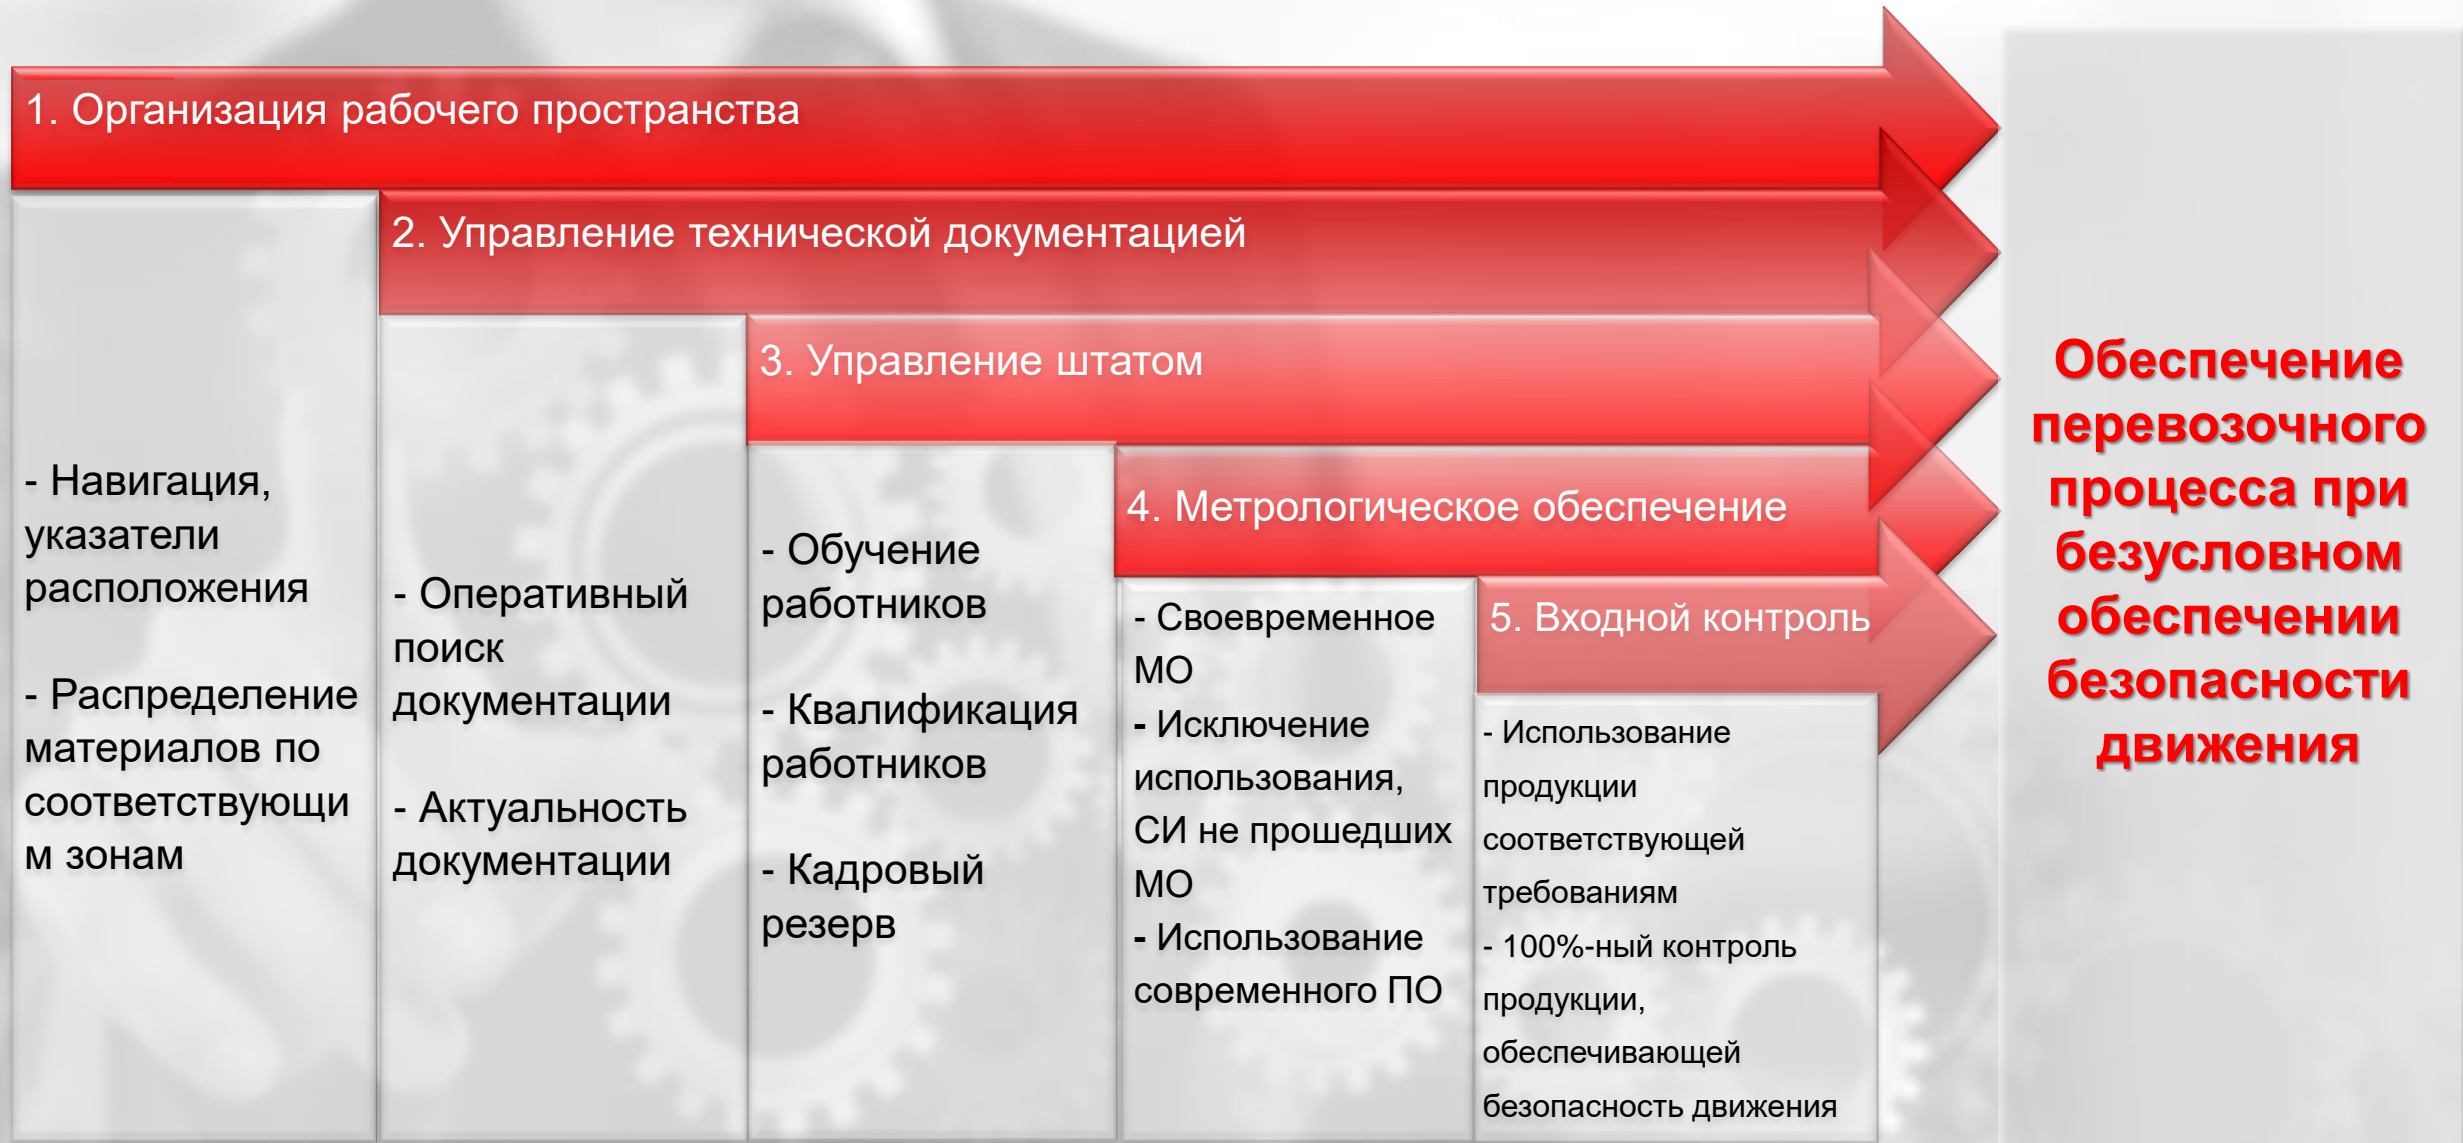 1. Организация рабочего пространства
- Навигация,
указатели
расположения
- Распределение
материалов по
соответствующи
м зонам
2. Управление технической документацией
- Оперативный
поиск
документации
- Актуальность
документации
3. Управление штатом
- Обучение
работников
- Квалификация
работников
- Кадровый
резерв
4. Метрологическое обеспечение
- Своевременное
МО
- Исключение
использования,
СИ не прошедших
МО
- Использование
современного ПО
5. Входной контроль
- Использование
продукции
соответствующей
требованиям
- 100%-ный контроль
продукции,
обеспечивающей
безопасность движения
Обеспечение
перевозочного
процесса при
безусловном
обеспечении
безопасности
движения